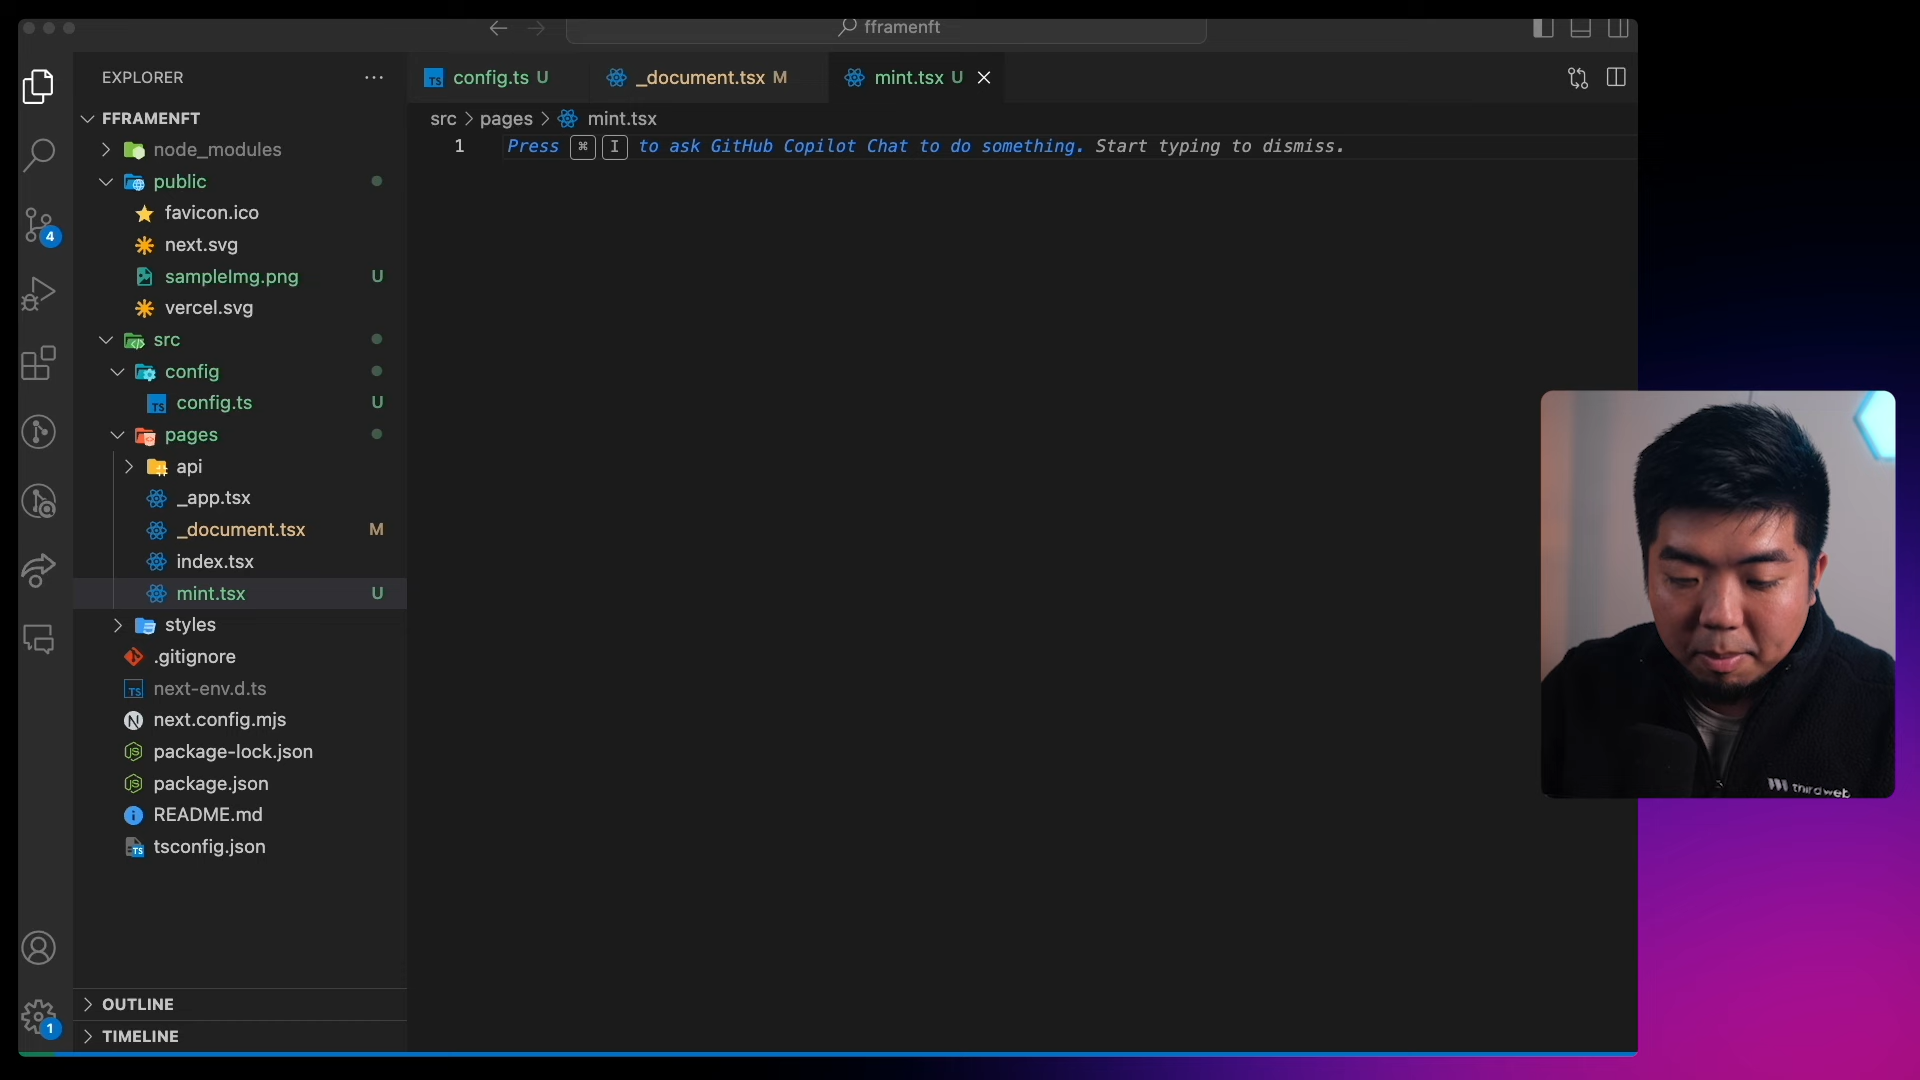 fframenft
EXPLORER
FFRAMENFT
node_modules
public
favicon.ico
next.svg
sampleImg.png U
vercel.svg
src
config
config.ts U
pages
api
_app.tsx
_document.tsx M
index.tsx
mint.tsx U
styles
.gitignore
next-env.d.ts
next.config.mjs
package-lock.json
package.json
README.md
tsconfig.json
OUTLINE
TIMELINE
4
1
config.ts U
_document.tsx M
mint.tsx U
src > pages > mint.tsx
1 Press ⌘ I to ask GitHub Copilot Chat to do something. Start typing to dismiss.
thirdweb